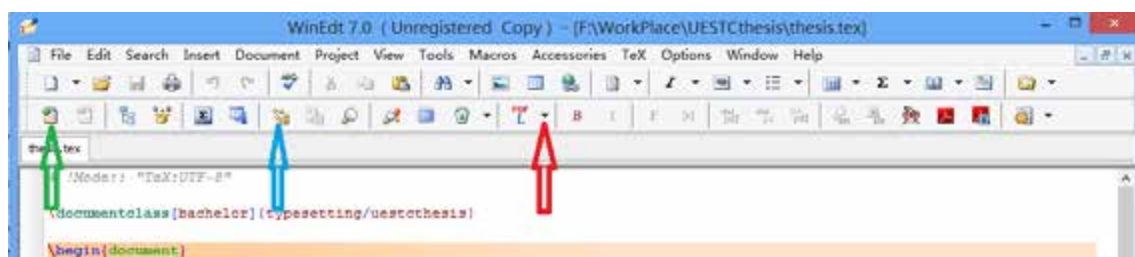 WinEdt 7.0 ( Unregistered Copy ) - [F:\WorkPlace\UESTCthesis\thesis.tex]
File Edit Search Insert Document Project View Tools Macros Accessories TeX Options Window Help
.tex
!Mode:: "TeX:UTF-8"
\documentclass[bachelor]{typesetting/uestcthesis}
\begin{document}